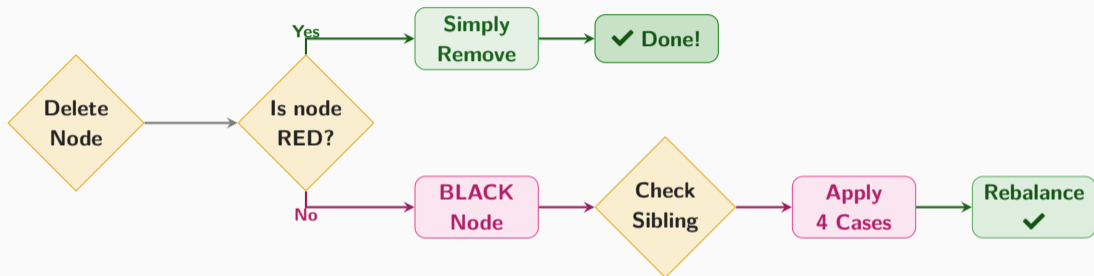 Delete
Node
Is node
RED?
Yes
Simply
Remove
✔ Done!
No
BLACK
Node
Check
Sibling
Apply
4 Cases
Rebalance
✔